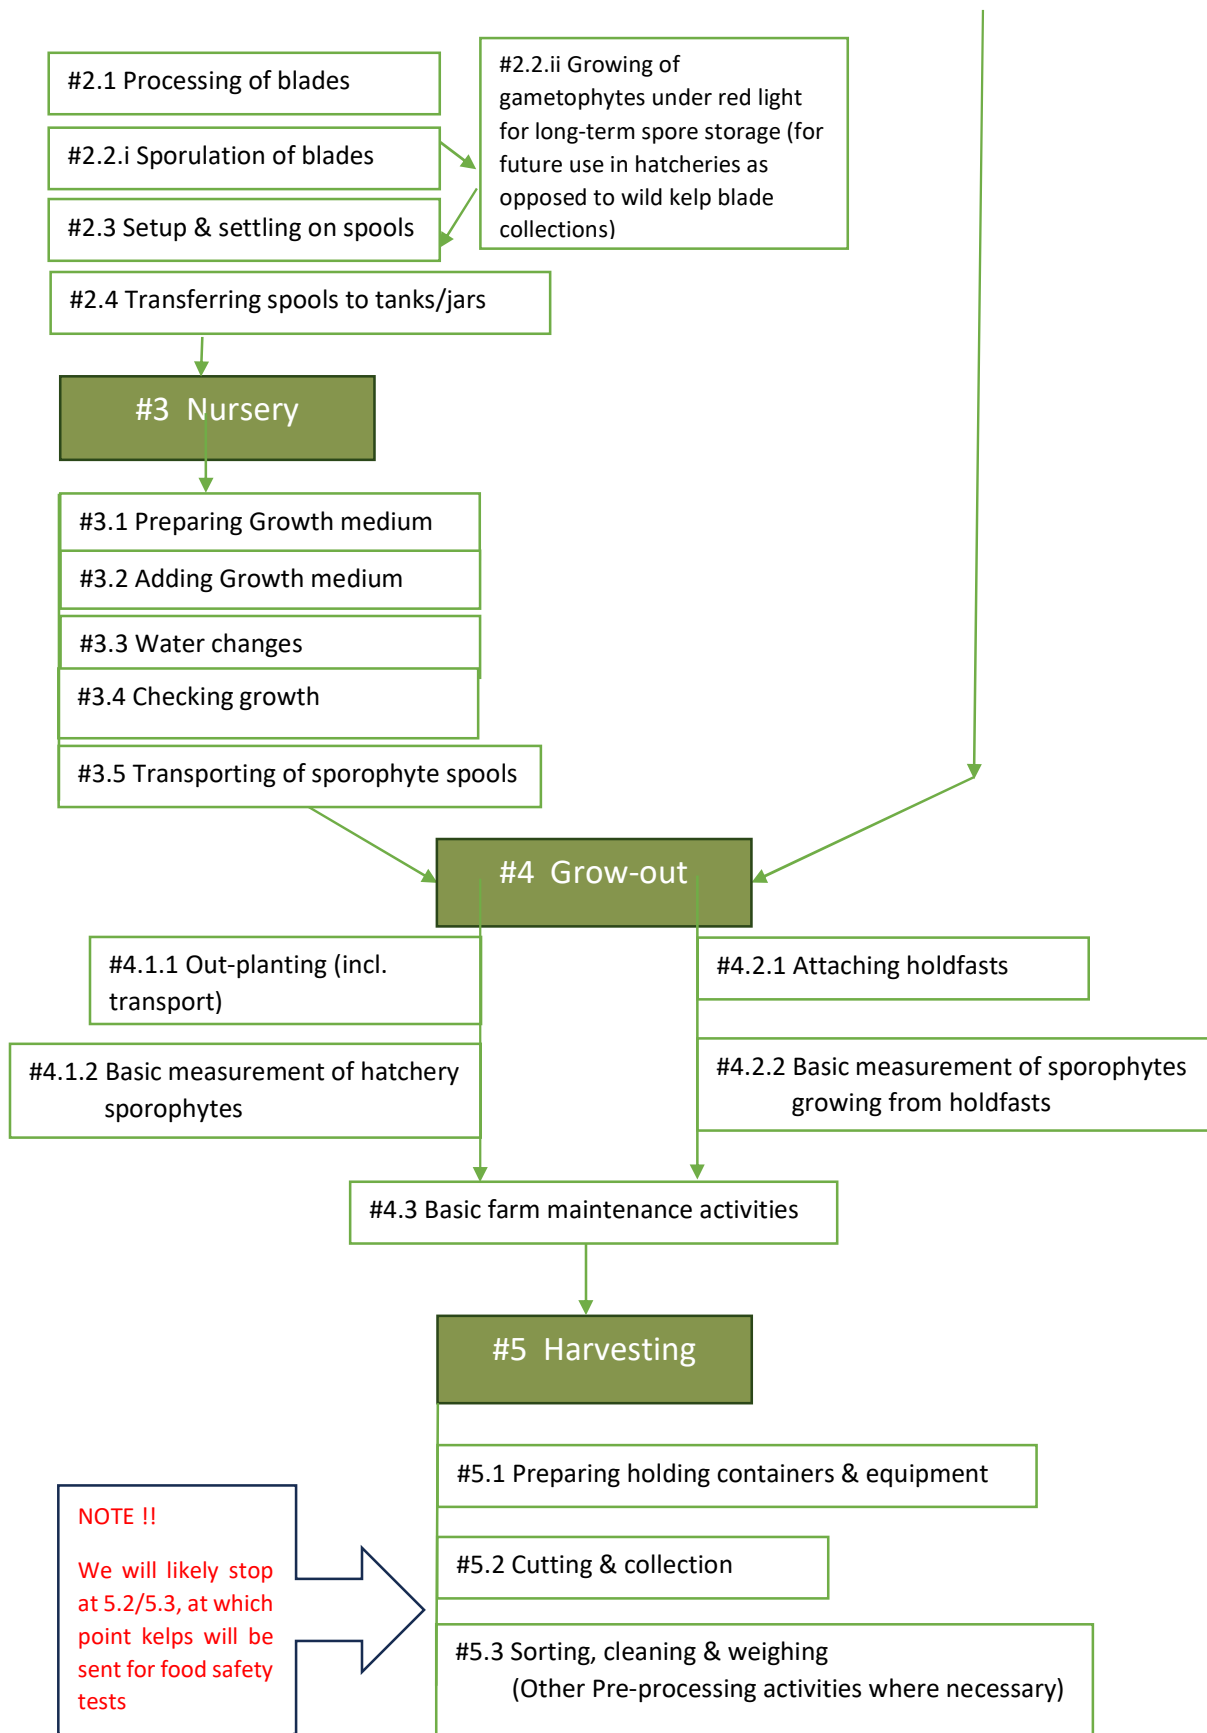 #2.1 Processing of blades
#2.2.i Sporulation of blades
#2.3 Setup & settling on spools
#2.2.ii Growing of
gametophytes under red light
for long-term spore storage (for
future use in hatcheries as
opposed to wild kelp blade
collections)
#2.4 Transferring spools to tanks/jars
#3 Nursery
#3.1 Preparing Growth medium
#3.2 Adding Growth medium
#3.3 Water changes
#3.4 Checking growth
#3.5 Transporting of sporophyte spools
#4 Grow-out
#4.1.1 Out-planting (incl.
transport)
#4.1.2 Basic measurement of hatchery
sporophytes
#4.2.1 Attaching holdfasts
#4.2.2 Basic measurement of sporophytes
growing from holdfasts
#4.3 Basic farm maintenance activities
#5 Harvesting
#5.1 Preparing holding containers & equipment
#5.2 Cutting & collection
#5.3 Sorting, cleaning & weighing
(Other Pre-processing activities where necessary)
NOTE !!
We will likely stop
at 5.2/5.3, at which
point kelps will be
sent for food safety
tests